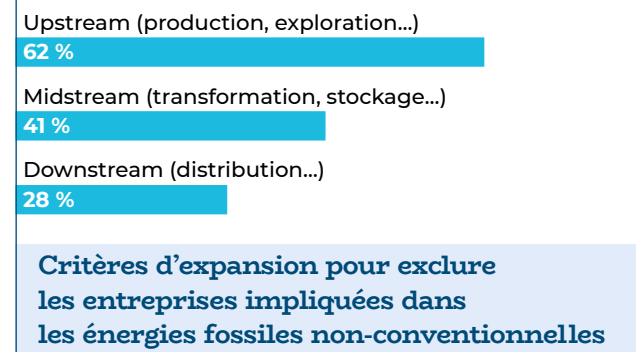 Upstream (production, exploration...)
62 %
Midstream (transformation, stockage...)
41 %
Downstream (distribution...)
28 %
Critères d’expansion pour exclure
les entreprises impliquées dans
les énergies fossiles non-conventionnelles